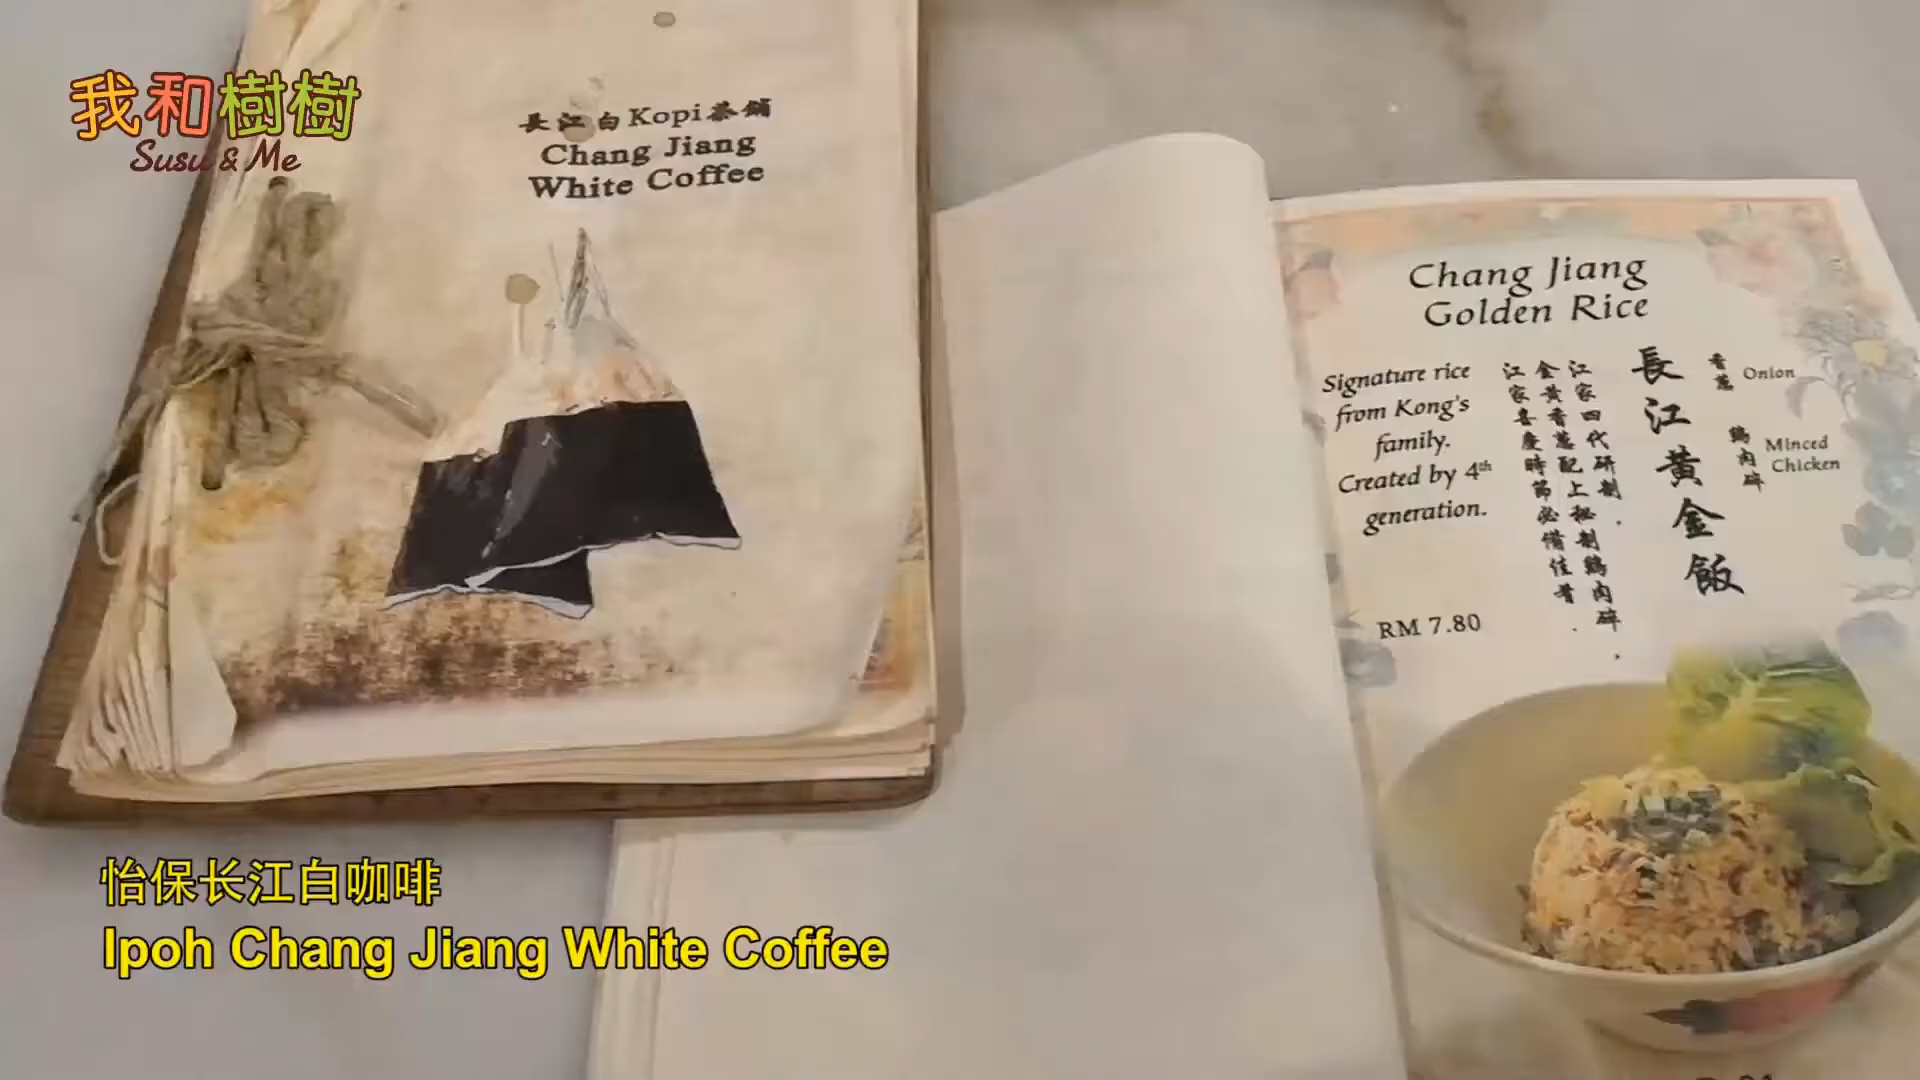 我和樹樹
Susu & Me
長江白Kopi茶舖
Chang Jiang
White Coffee
Chang Jiang
Golden Rice
Signature rice
from Kong's
family.
Created by 4th
generation.
RM 7.80
江家四代研制.
金黄香葱配上秘制鷄肉碎.
江家喜慶時節必備佳肴.
長江黄金飯
香葱 Onion
鷄肉碎 Minced
Chicken
怡保长江白咖啡
Ipoh Chang Jiang White Coffee